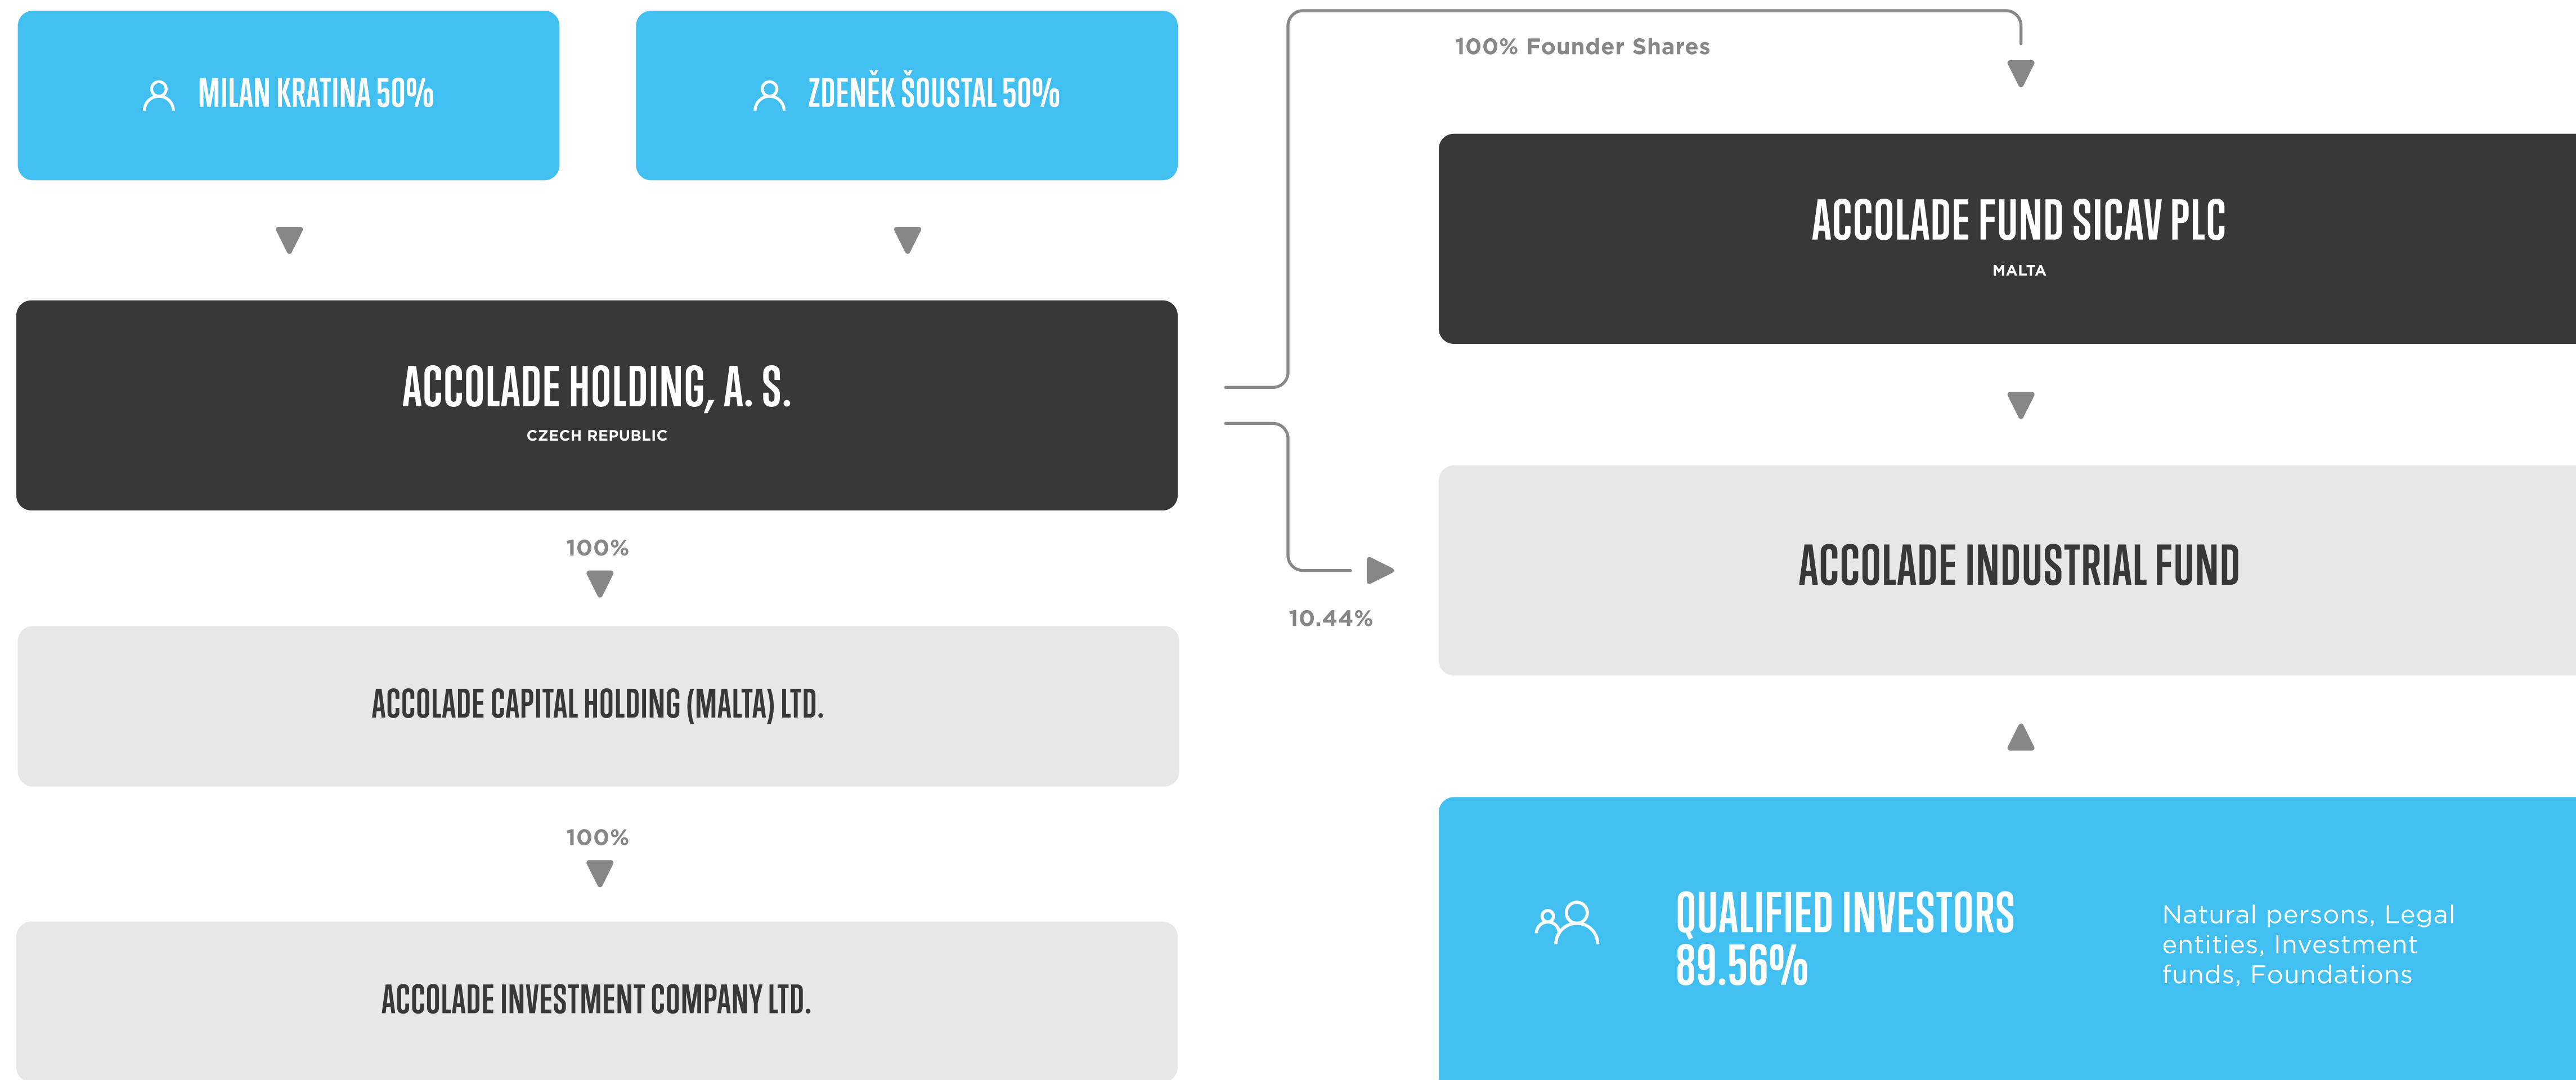 MILAN KRATINA 50%
ZDENĚK ŠOUSTAL 50%
ACCOLADE HOLDING, A. S.
CZECH REPUBLIC
100%
ACCOLADE CAPITAL HOLDING (MALTA) LTD.
100%
ACCOLADE INVESTMENT COMPANY LTD.
100% Founder Shares
ACCOLADE FUND SICAV PLC
MALTA
10.44%
ACCOLADE INDUSTRIAL FUND
QUALIFIED INVESTORS
89.56%
Natural persons, Legal
entities, Investment
funds, Foundations